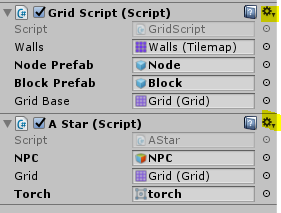 Grid Script (Script)
Script GridScript
Walls Walls (Tilemap)
Node Prefab Node
Block Prefab Block
Grid Base Grid (Grid)
A Star (Script)
Script AStar
NPC NPC
Grid Grid (Grid)
Torch torch